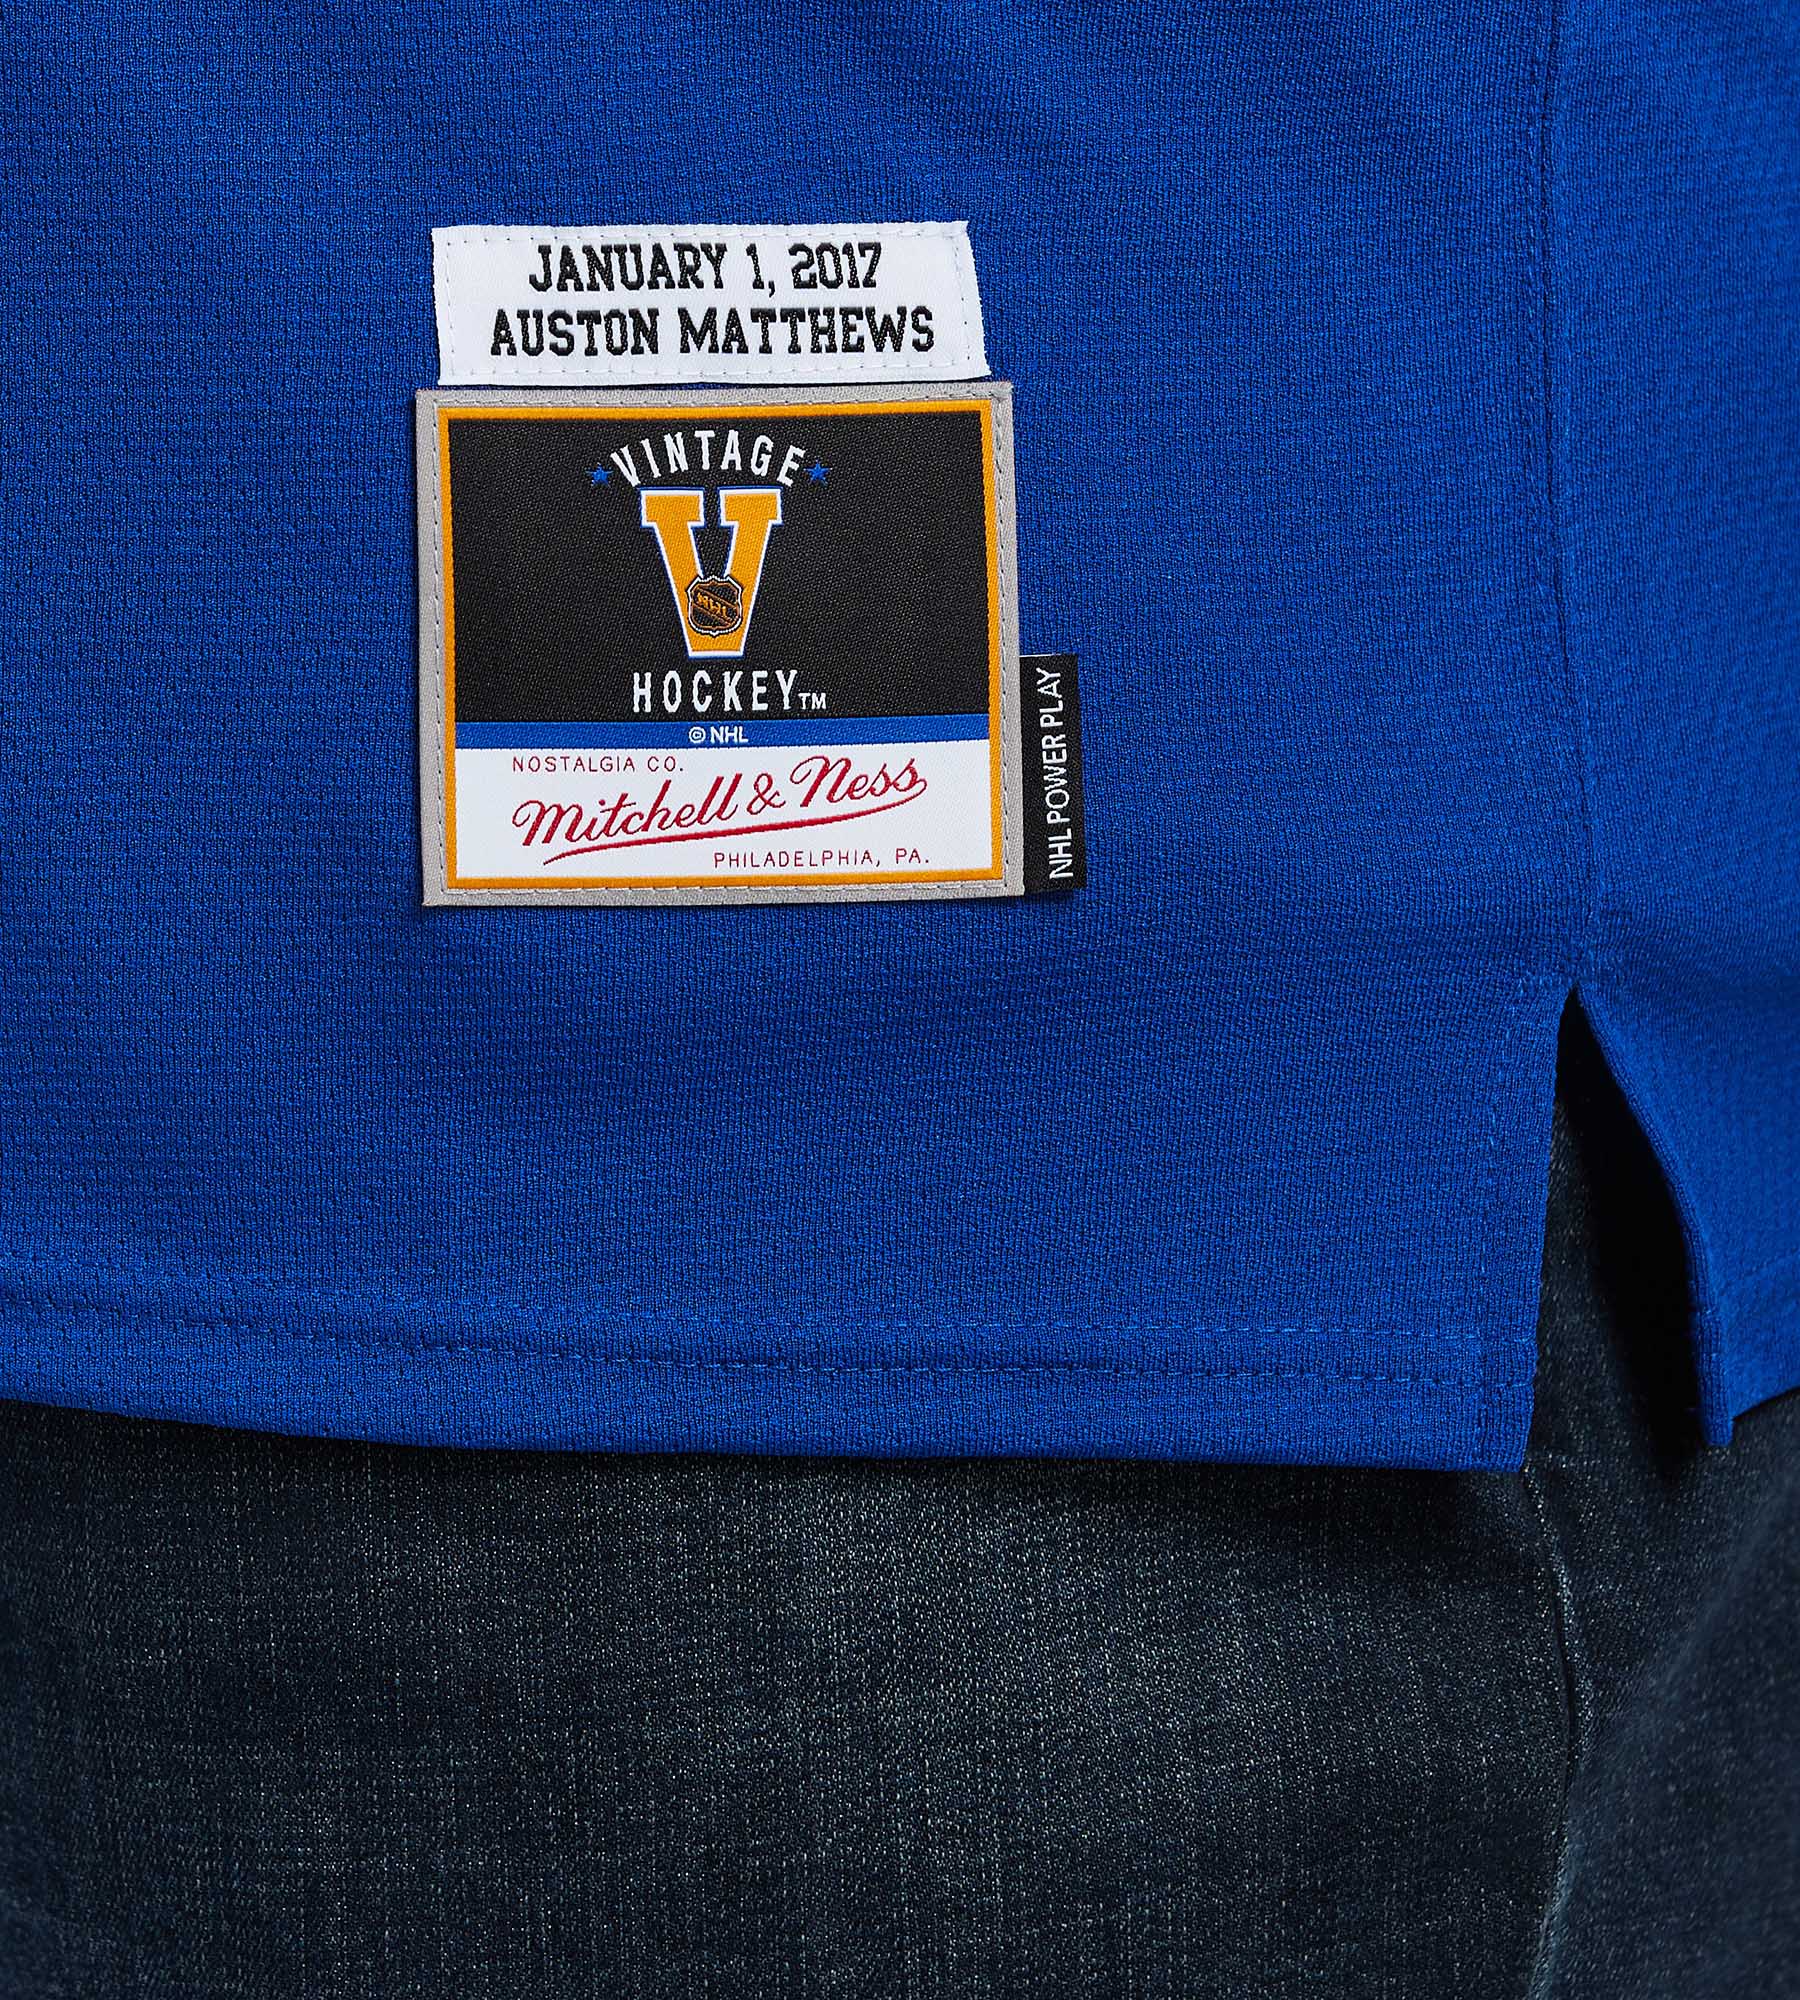 JANUARY 1, 2017
AUSTON MATTHEWS
VINTAGE
V
NHL
HOCKEY™
© NHL
NOSTALGIA CO.
Mitchell & Ness
PHILADELPHIA, PA.
NHL POWER PLAY